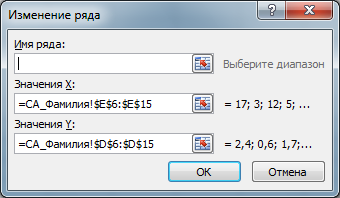 Изменение ряда
Имя ряда:
Выберите диапазон
Значения X:
=СА_Фамилия!$E$6:$E$15 = 17; 3; 12; 5; ...
Значения Y:
=СА_Фамилия!$D$6:$D$15 = 2,4; 0,6; 1,7;...
ОК Отмена